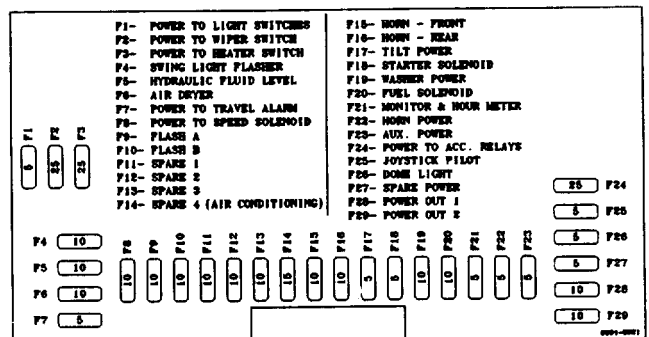 F1- POWER TO LIGHT SWITCHES
F2- POWER TO WIPER SWITCH
F3- POWER TO HEATER SWITCH
F4- SWING LIGHT FLASHER
F5- HYDRAULIC FLUID LEVEL
F6- AIR DRYER
F7- POWER TO TRAVEL ALARM
F8- POWER TO SPEED SOLENOID
F9- FLASH A
F10- FLASH B
F11- SPARE 1
F12- SPARE 2
F13- SPARE 3
F14- SPARE 4 (AIR CONDITIONING)
F15- HORN - FRONT
F16- HORN - REAR
F17- TILT POWER
F18- STARTER SOLENOID
F19- WASHER POWER
F20- FUEL SOLENOID
F21- MONITOR & HOUR METER
F22- HORN POWER
F23- AUX. POWER
F24- POWER TO ACC. RELAYS
F25- JOYSTICK PILOT
F26- DOME LIGHT
F27- SPARE POWER
F28- POWER OUT 1
F29- POWER OUT 2
F1 F2 F3
5 25 25
F4 10
F5 10
F6 10
F7 5
F8 F9 F10 F11 F12 F13 F14 F15 F16 F17 F18 F19 F20 F21 F22 F23
10 10 10 10 10 10 15 10 10 5 5 10 10 5 5 5
25 F24
5 F25
5 F26
5 F27
10 F28
10 F29